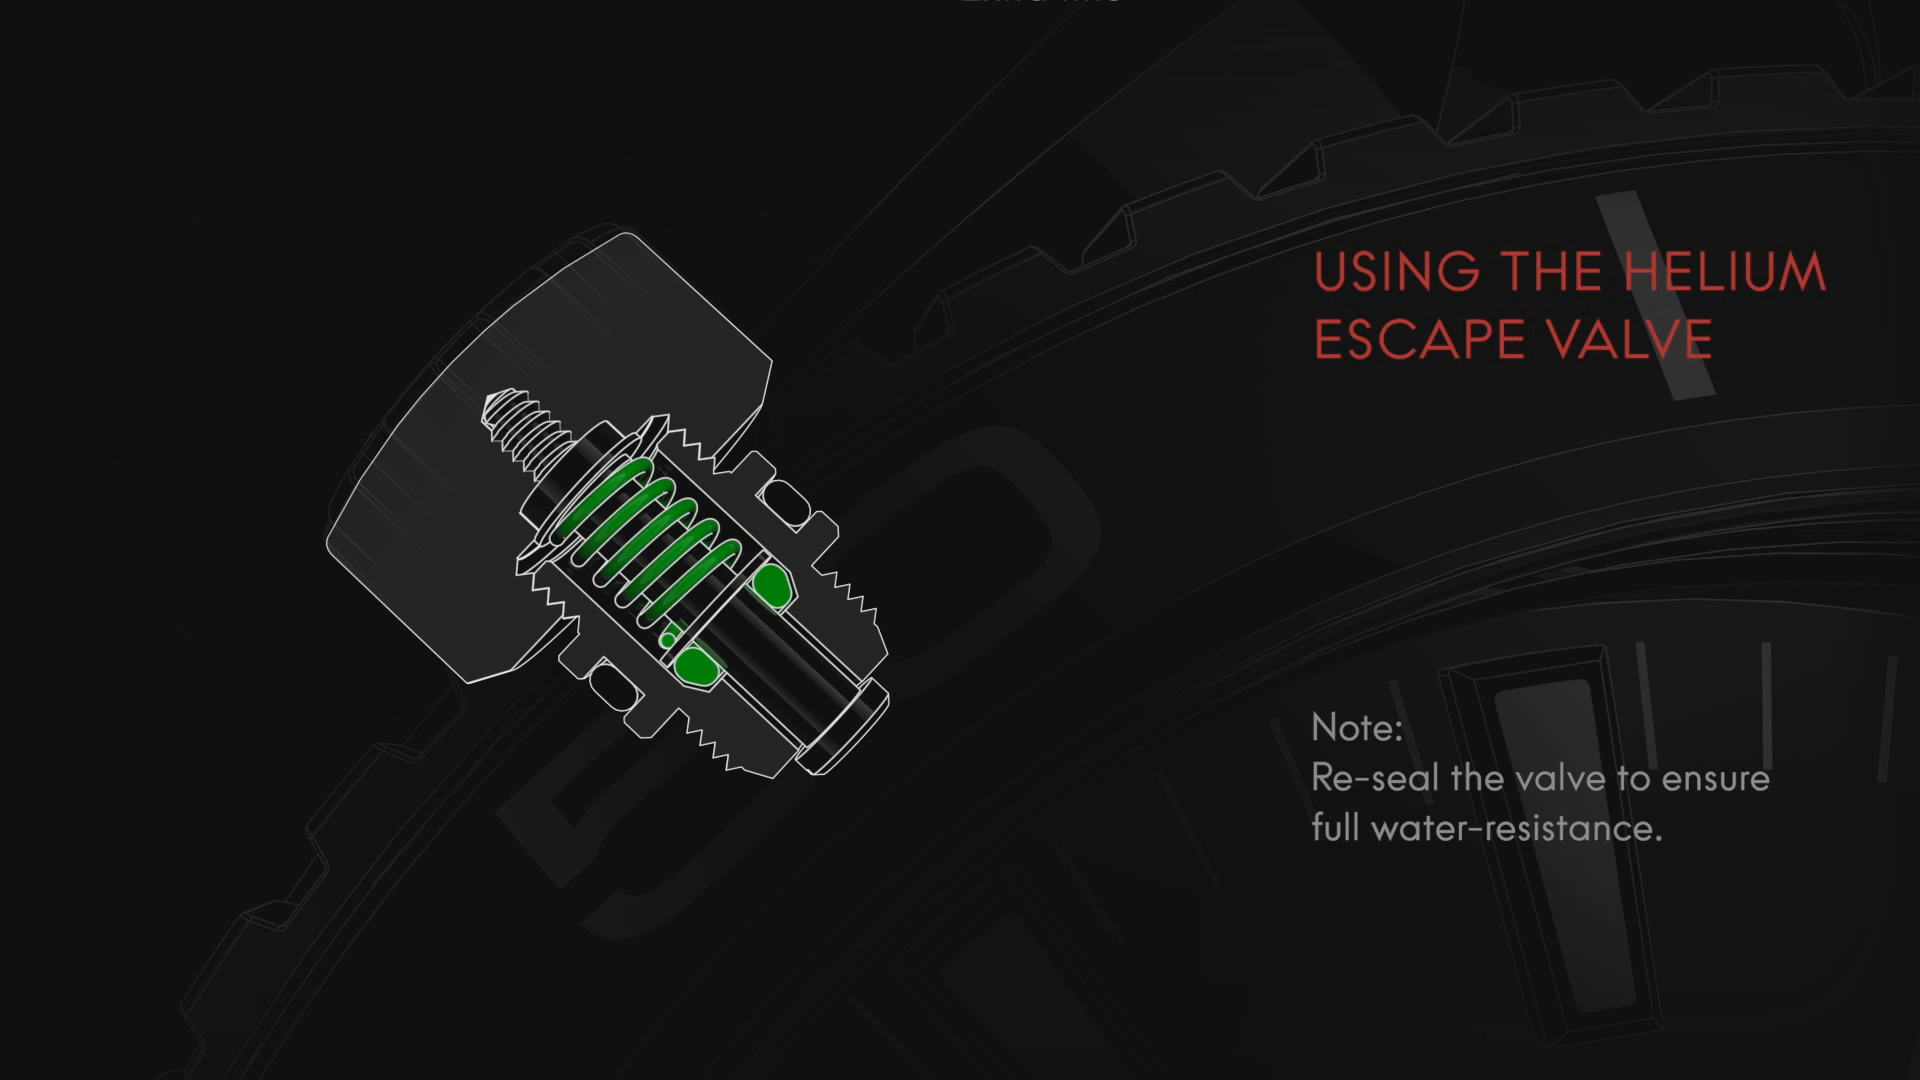 USING THE HELIUM
ESCAPE VALVE
Note:
Re-seal the valve to ensure
full water-resistance.